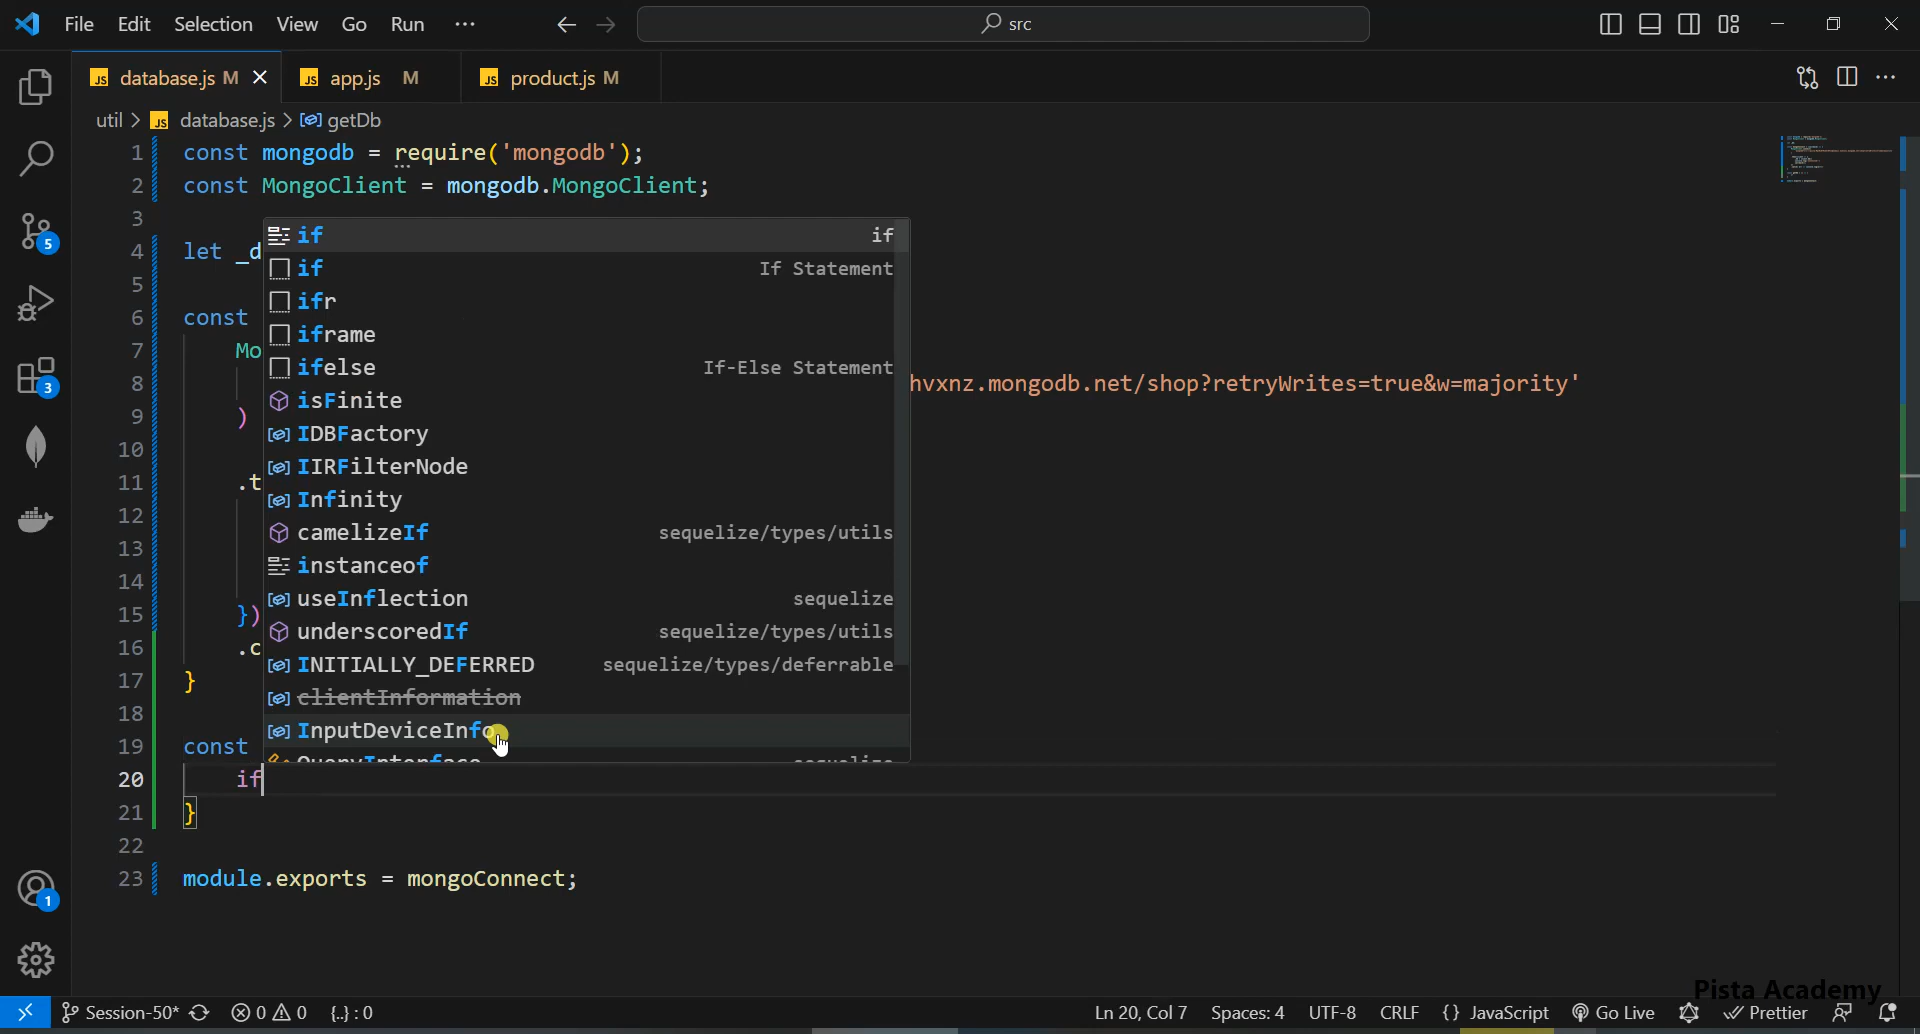 File Edit Selection View Go Run ··· src
database.js M app.js M product.js M
util > database.js > getDb
1 const mongodb = require('mongodb');
2 const MongoClient = mongodb.MongoClient;
3
4 let _d
5
6 const
7 Mo
8 hvxnz.mongodb.net/shop?retryWrites=true&w=majority'
9 )
10
11 .t
12
13
14
15 })
16 .c
17 }
18
19 const
20 if
21 }
22
23 module.exports = mongoConnect;
if if
if If Statement
ifr
iframe
ifelse If-Else Statement
isFinite
IDBFactory
IIRFilterNode
Infinity
camelizeIf sequelize/types/utils
instanceof
useInflection sequelize
underscoredIf sequelize/types/utils
INITIALLY_DEFERRED sequelize/types/deferrable
clientInformation
InputDeviceInfo
QueryInterface sequelize
5
3
1
Pista Academy
Session-50* 0 0 {..} : 0 Ln 20, Col 7 Spaces: 4 UTF-8 CRLF {} JavaScript Go Live Prettier